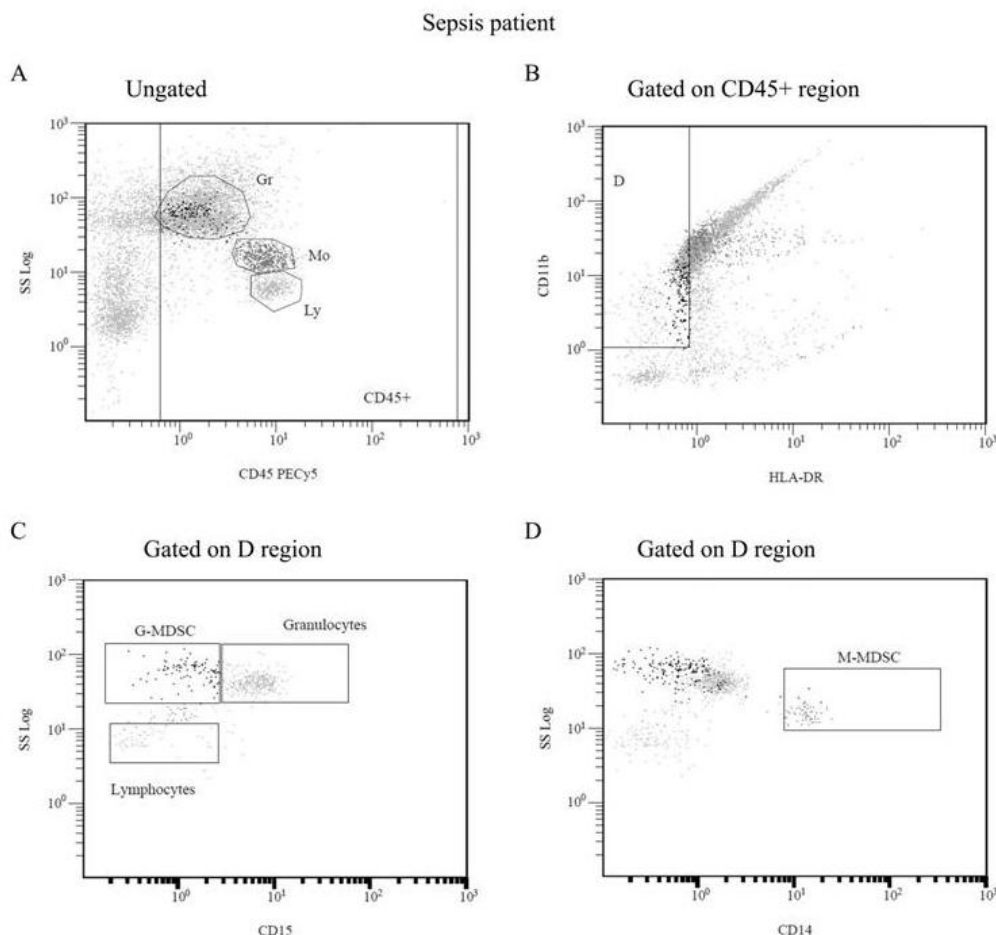 Sepsis patient
A
Ungated
10³
10²
10¹
10⁰
SS Log
Gr
Mo
Ly
CD45+
10⁰
10¹
10²
10³
CD45 PECy5
B
Gated on CD45+ region
10³
10²
10¹
10⁰
CD11b
D
10⁰
10¹
10²
10³
HLA-DR
C
Gated on D region
10³
10²
10¹
10⁰
SS Log
G-MDSC
Granulocytes
Lymphocytes
10⁰
10¹
10²
10³
CD15
D
Gated on D region
10³
10²
10¹
10⁰
SS Log
M-MDSC
10⁰
10¹
10²
10³
CD14